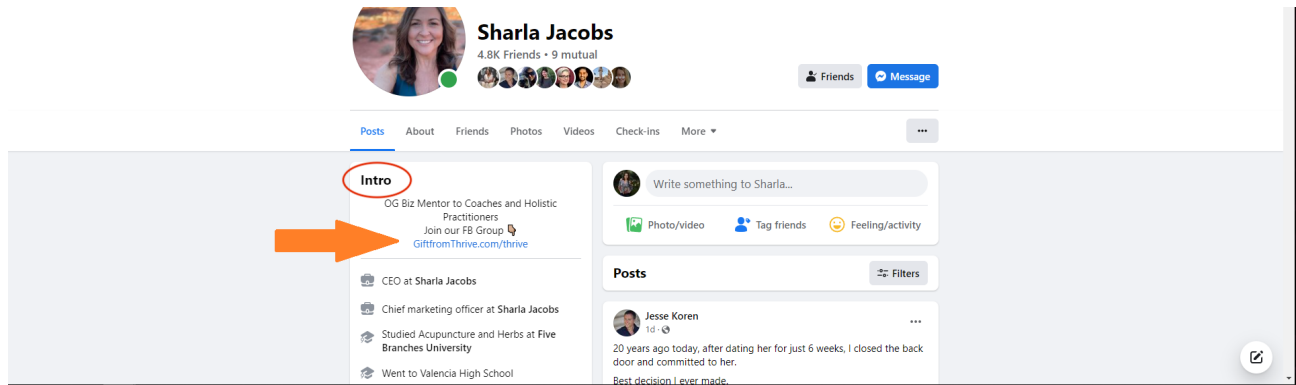 Sharla Jacobs
4.8K Friends • 9 mutual
Friends
Message
Posts
About
Friends
Photos
Videos
Check-ins
More
Intro
OG Biz Mentor to Coaches and Holistic
Practitioners
Join our FB Group 👇🏽
GiftfromThrive.com/thrive
CEO at Sharla Jacobs
Chief marketing officer at Sharla Jacobs
Studied Acupuncture and Herbs at Five
Branches University
Went to Valencia High School
Write something to Sharla...
Photo/video
Tag friends
Feeling/activity
Posts
Filters
Jesse Koren
1d ·
20 years ago today, after dating her for just 6 weeks, I closed the back
door and committed to her.
Best decision I ever made.